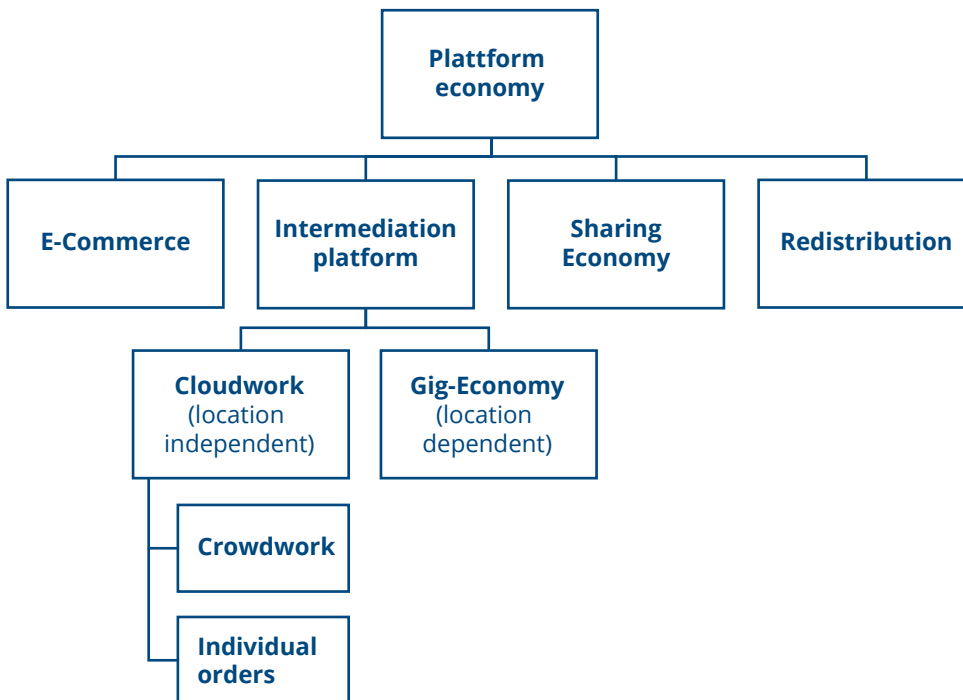 Plattform
economy
E-Commerce
Intermediation
platform
Sharing
Economy
Redistribution
Cloudwork
(location
independent)
Gig-Economy
(location
dependent)
Crowdwork
Individual
orders